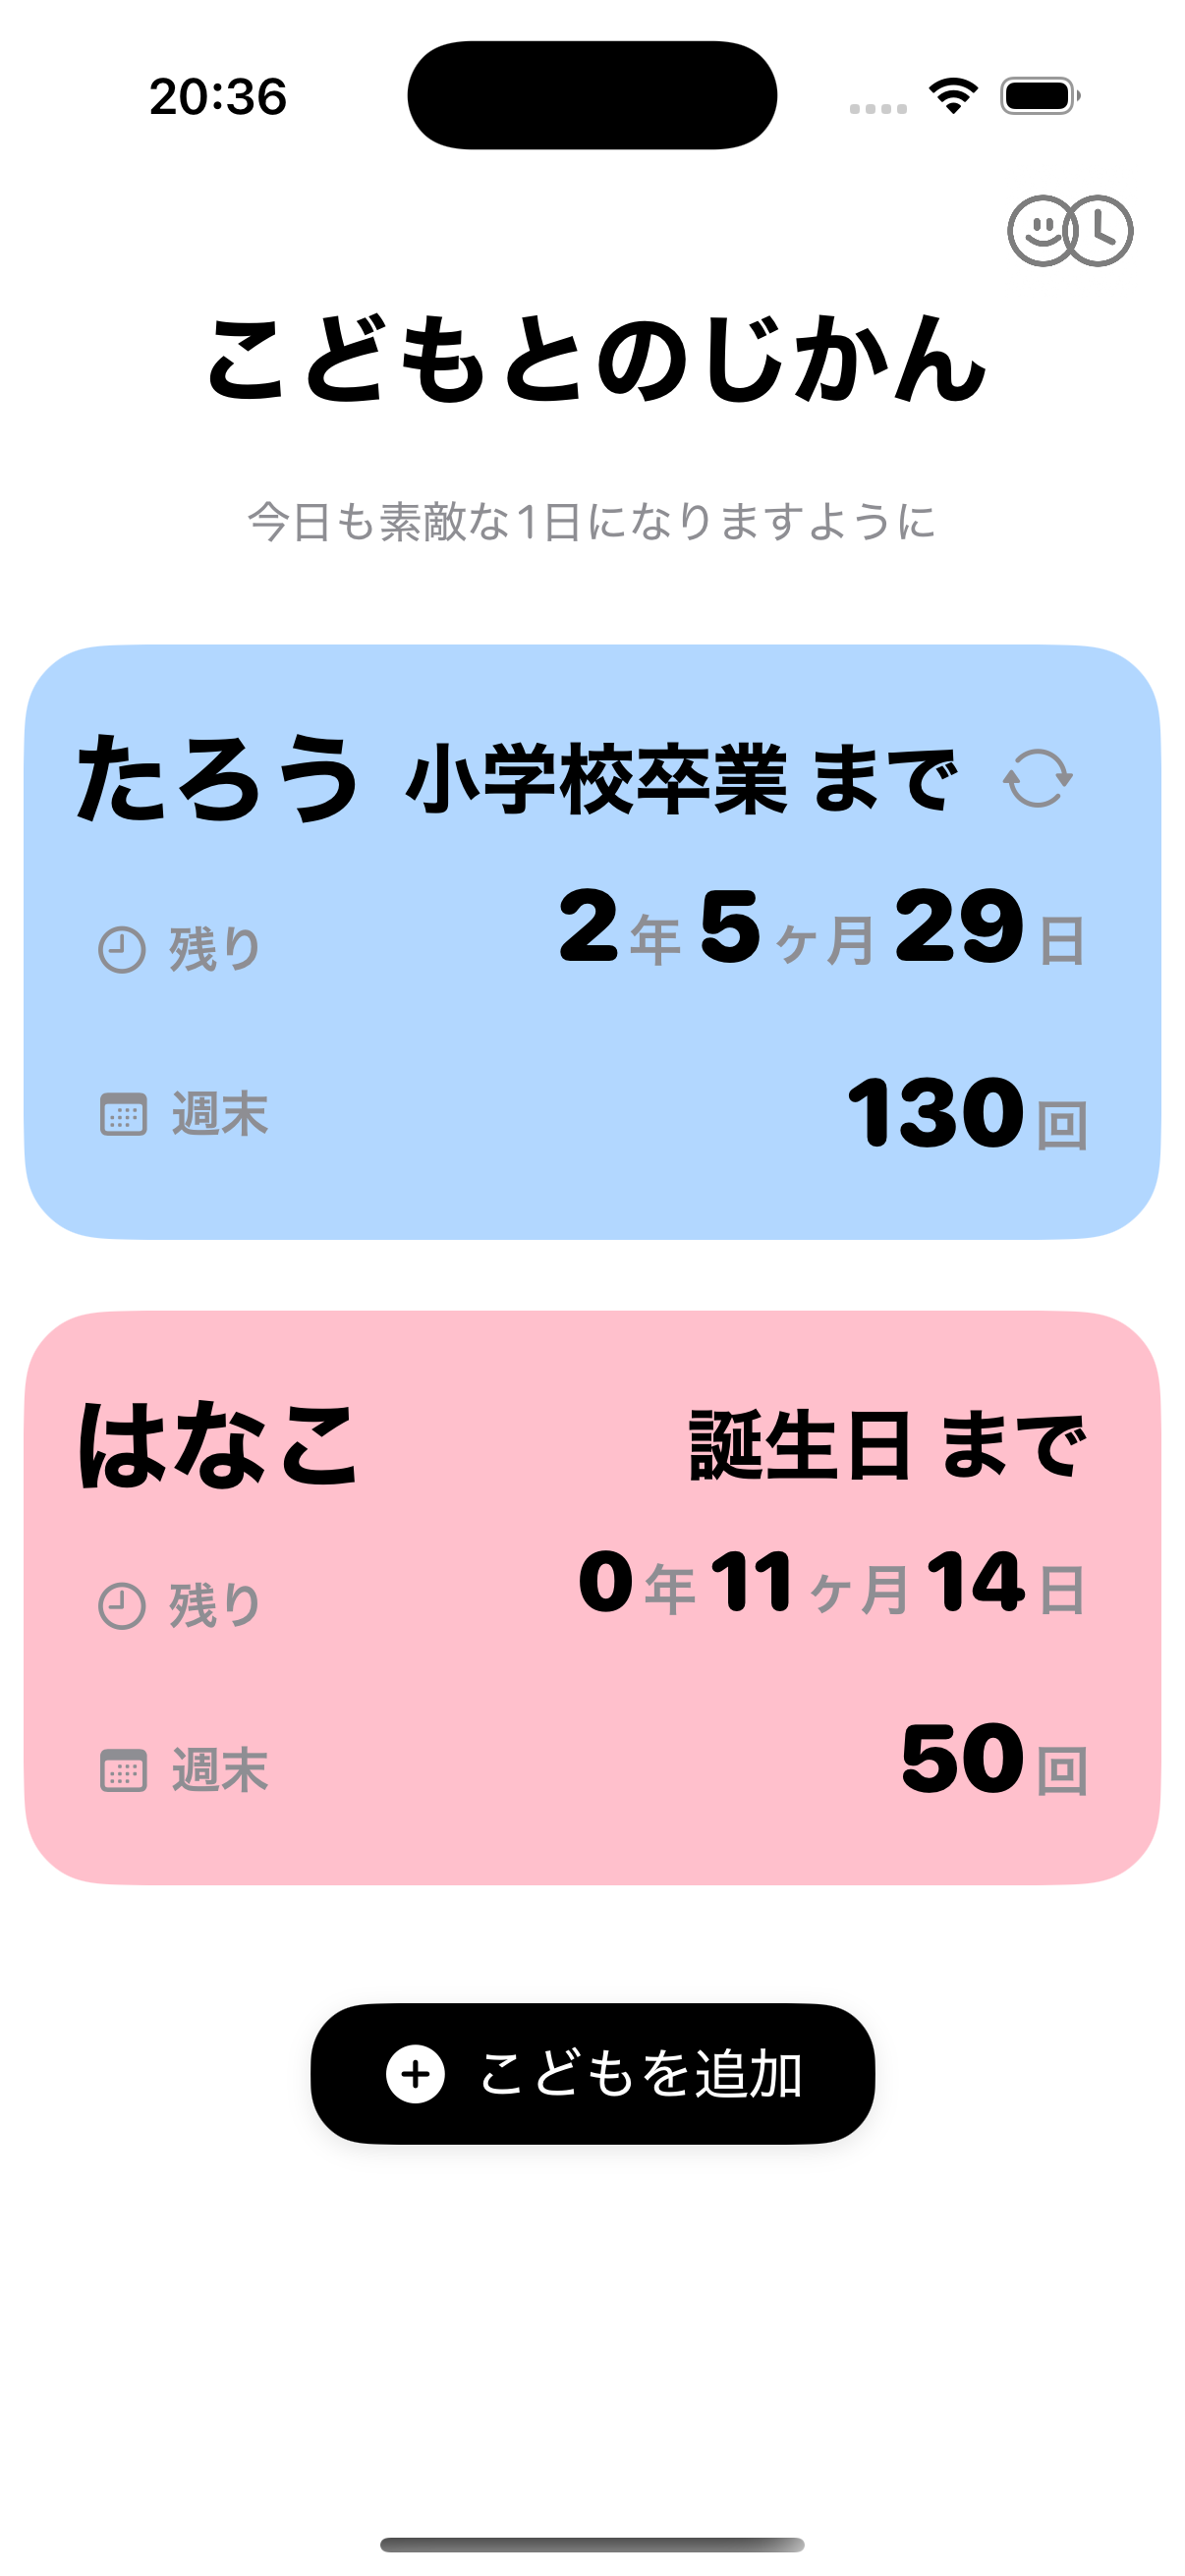 20:36
こどもとのじかん
今日も素敵な1日になりますように
たろう 小学校卒業 まで
残り 2年 5ヶ月 29日
週末 130回
はなこ 誕生日 まで
残り 0年 11ヶ月 14日
週末 50回
こどもを追加